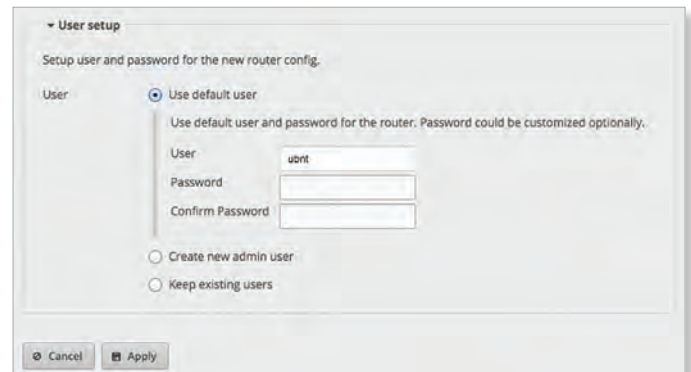 User setup
Setup user and password for the new router config.
User
Use default user
Use default user and password for the router. Password could be customized optionally.
User
ubnt
Password
Confirm Password
Create new admin user
Keep existing users
Cancel
Apply